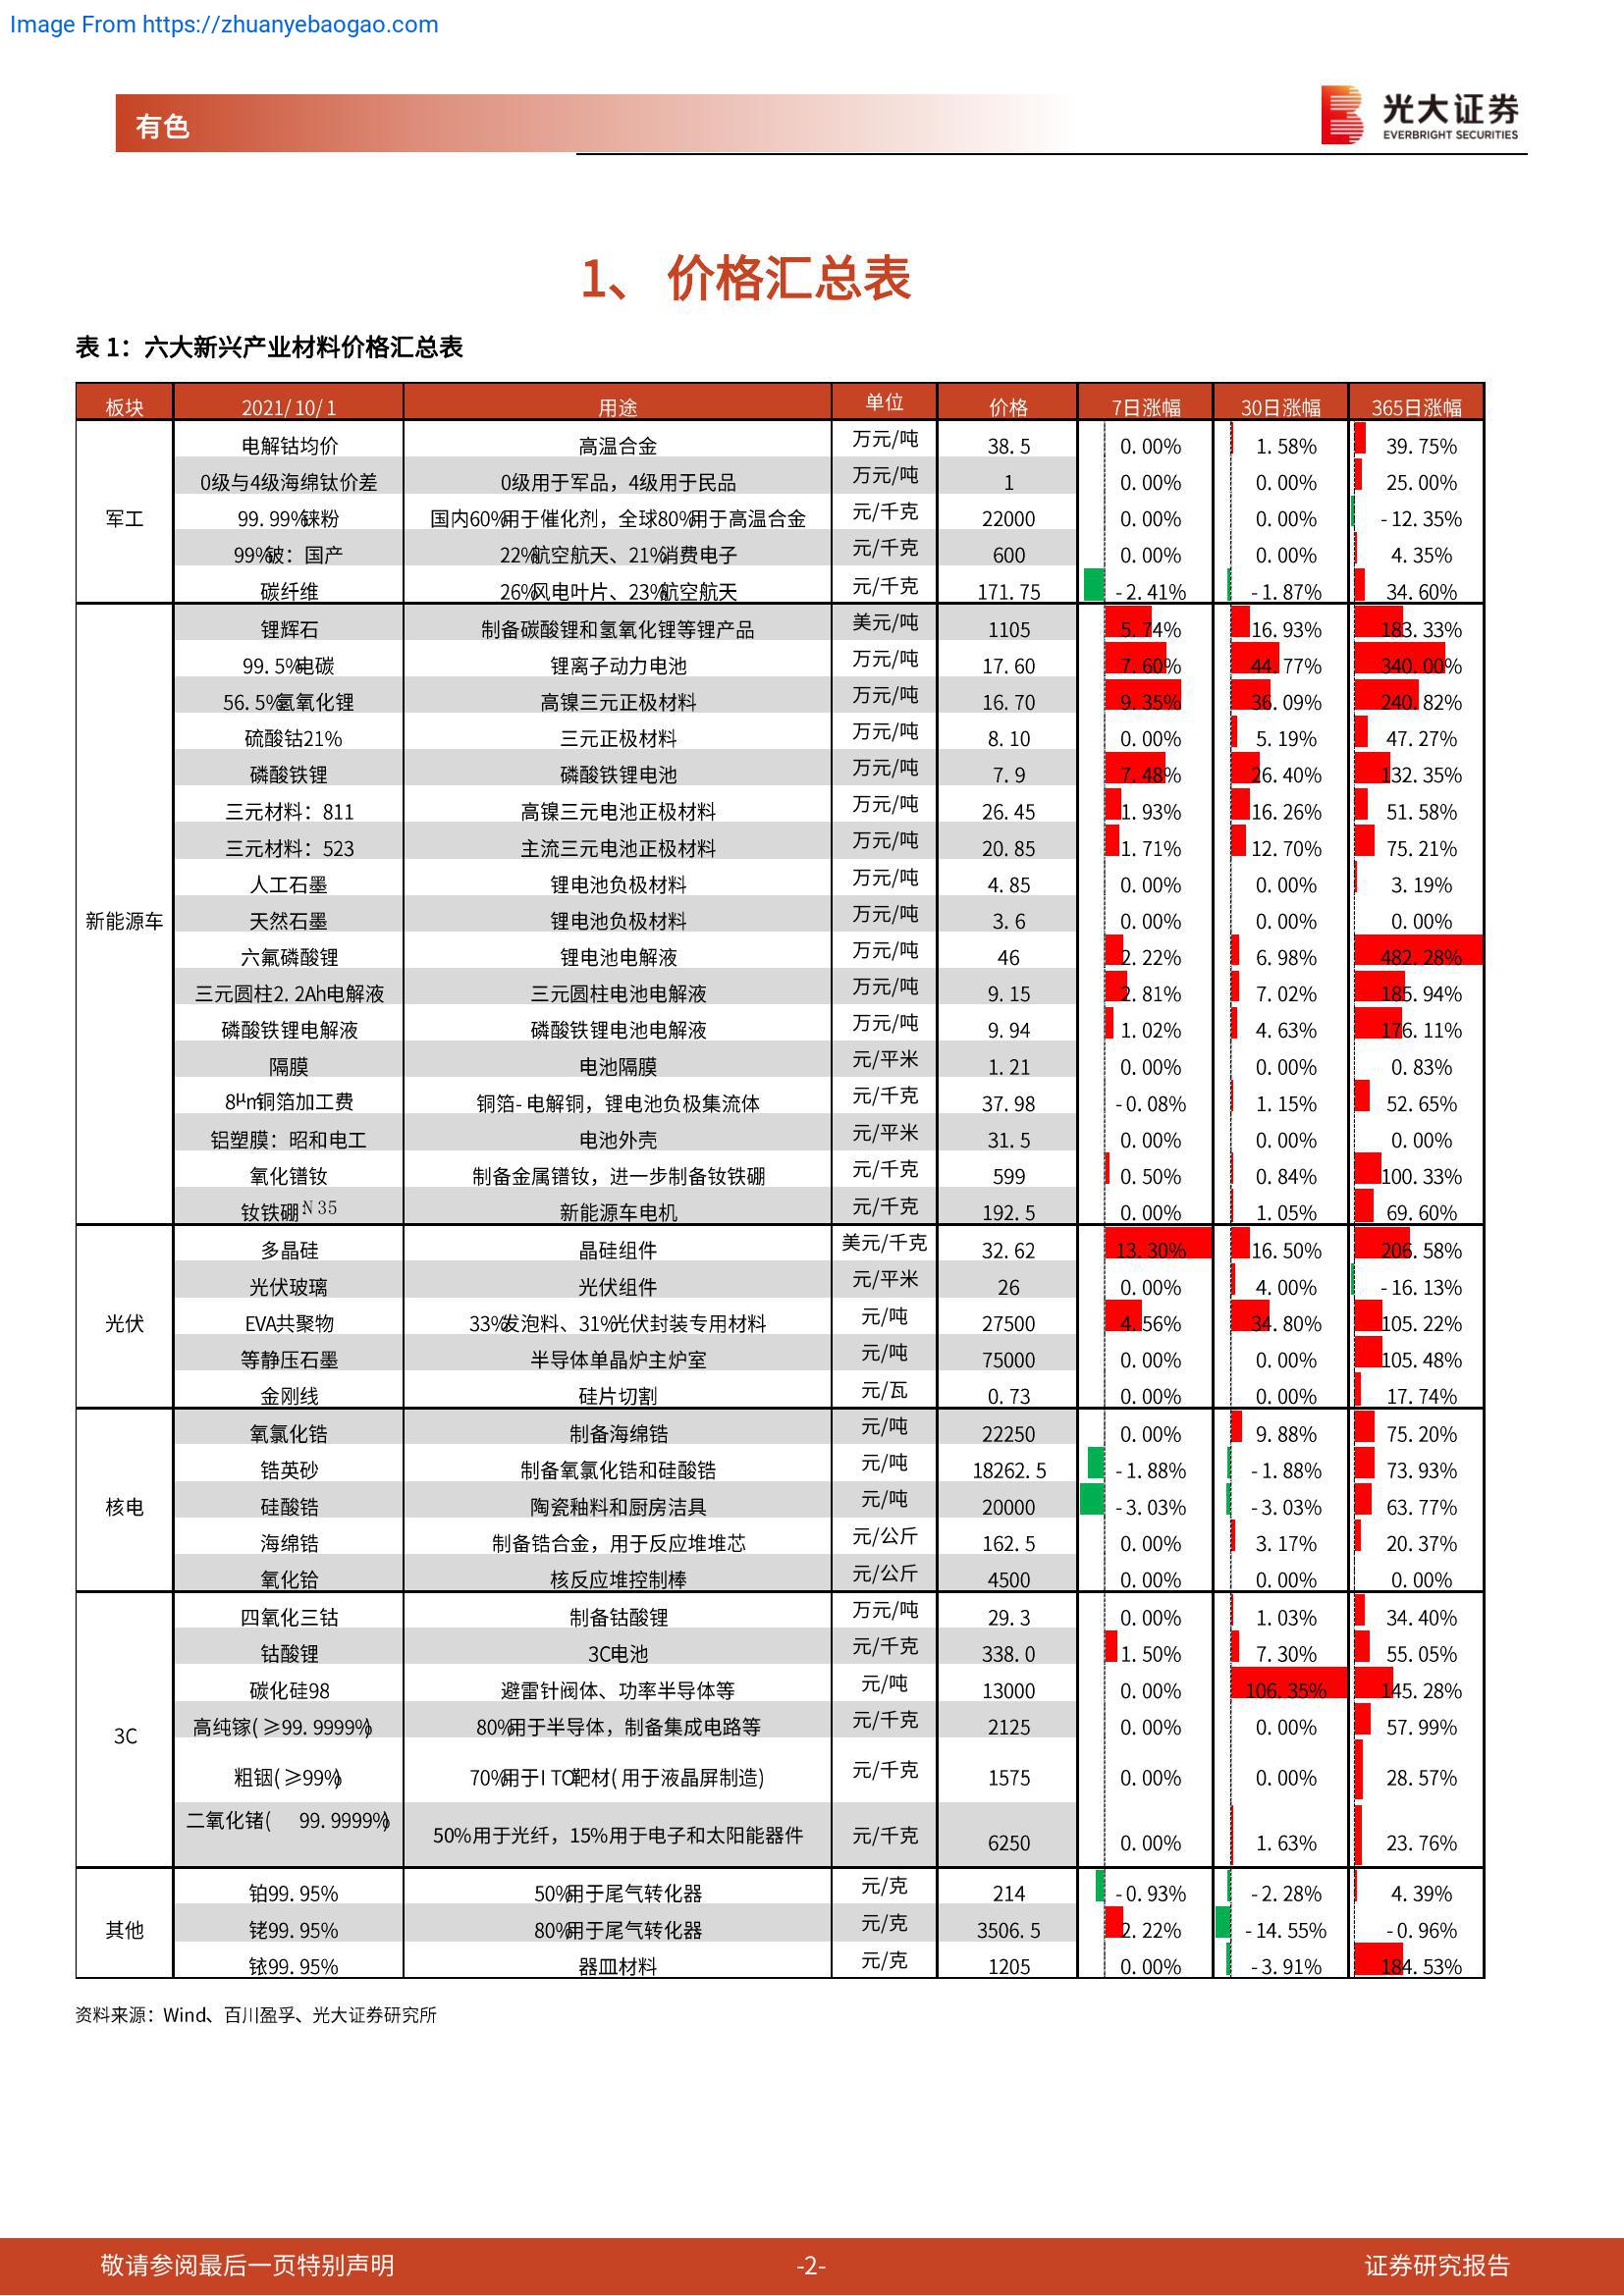 Image From https://zhuanyebaogao.com
有色
光大证券
EVERBRIGHT SECURITIES
1、 价格汇总表
表 1：六大新兴产业材料价格汇总表
板块 2021/10/1 用途 单位 价格 7日涨幅 30日涨幅 365日涨幅
军工
电解钴均价 高温合金 万元/吨 38.5 0.00% 1.58% 39.75%
0级与4级海绵钛价差 0级用于军品，4级用于民品 万元/吨 1 0.00% 0.00% 25.00%
99.99%铼粉 国内60%用于催化剂，全球80%用于高温合金 元/千克 22000 0.00% 0.00% -12.35%
99%铍：国产 22%航空航天、21%消费电子 元/千克 600 0.00% 0.00% 4.35%
碳纤维 26%风电叶片、23%航空航天 元/千克 171.75 -2.41% -1.87% 34.60%
新能源车
锂辉石 制备碳酸锂和氢氧化锂等锂产品 美元/吨 1105 5.74% 16.93% 183.33%
99.5%电碳 锂离子动力电池 万元/吨 17.60 7.60% 44.77% 340.00%
56.5%氢氧化锂 高镍三元正极材料 万元/吨 16.70 9.35% 36.09% 240.82%
硫酸钴21% 三元正极材料 万元/吨 8.10 0.00% 5.19% 47.27%
磷酸铁锂 磷酸铁锂电池 万元/吨 7.9 7.48% 26.40% 132.35%
三元材料：811 高镍三元电池正极材料 万元/吨 26.45 1.93% 16.26% 51.58%
三元材料：523 主流三元电池正极材料 万元/吨 20.85 1.71% 12.70% 75.21%
人工石墨 锂电池负极材料 万元/吨 4.85 0.00% 0.00% 3.19%
天然石墨 锂电池负极材料 万元/吨 3.6 0.00% 0.00% 0.00%
六氟磷酸锂 锂电池电解液 万元/吨 46 2.22% 6.98% 482.28%
三元圆柱2.2Ah电解液 三元圆柱电池电解液 万元/吨 9.15 2.81% 7.02% 185.94%
磷酸铁锂电解液 磷酸铁锂电池电解液 万元/吨 9.94 1.02% 4.63% 176.11%
隔膜 电池隔膜 元/平米 1.21 0.00% 0.00% 0.83%
8μm铜箔加工费 铜箔-电解铜，锂电池负极集流体 元/千克 37.98 -0.08% 1.15% 52.65%
铝塑膜：昭和电工 电池外壳 元/平米 31.5 0.00% 0.00% 0.00%
氧化镨钕 制备金属镨钕，进一步制备钕铁硼 元/千克 599 0.50% 0.84% 100.33%
钕铁硼N35 新能源车电机 元/千克 192.5 0.00% 1.05% 69.60%
光伏
多晶硅 晶硅组件 美元/千克 32.62 13.30% 16.50% 206.58%
光伏玻璃 光伏组件 元/平米 26 0.00% 4.00% -16.13%
EVA共聚物 33%发泡料、31%光伏封装专用材料 元/吨 27500 4.56% 34.80% 105.22%
等静压石墨 半导体单晶炉主炉室 元/吨 75000 0.00% 0.00% 105.48%
金刚线 硅片切割 元/瓦 0.73 0.00% 0.00% 17.74%
核电
氧氯化锆 制备海绵锆 元/吨 22250 0.00% 9.88% 75.20%
锆英砂 制备氧氯化锆和硅酸锆 元/吨 18262.5 -1.88% -1.88% 73.93%
硅酸锆 陶瓷釉料和厨房洁具 元/吨 20000 -3.03% -3.03% 63.77%
海绵锆 制备锆合金，用于反应堆堆芯 元/公斤 162.5 0.00% 3.17% 20.37%
氧化铪 核反应堆控制棒 元/公斤 4500 0.00% 0.00% 0.00%
3C
四氧化三钴 制备钴酸锂 万元/吨 29.3 0.00% 1.03% 34.40%
钴酸锂 3C电池 元/千克 338.0 1.50% 7.30% 55.05%
碳化硅98 避雷针阀体、功率半导体等 元/吨 13000 0.00% 106.35% 145.28%
高纯镓(≥99.9999%) 80%用于半导体，制备集成电路等 元/千克 2125 0.00% 0.00% 57.99%
粗铟(≥99%) 70%用于ITO靶材(用于液晶屏制造) 元/千克 1575 0.00% 0.00% 28.57%
二氧化锗( 99.9999%) 50%用于光纤，15%用于电子和太阳能器件 元/千克 6250 0.00% 1.63% 23.76%
其他
铂99.95% 50%用于尾气转化器 元/克 214 -0.93% -2.28% 4.39%
铑99.95% 80%用于尾气转化器 元/克 3506.5 2.22% -14.55% -0.96%
铱99.95% 器皿材料 元/克 1205 0.00% -3.91% 184.53%
资料来源：Wind、百川盈孚、光大证券研究所
敬请参阅最后一页特别声明 -2- 证券研究报告